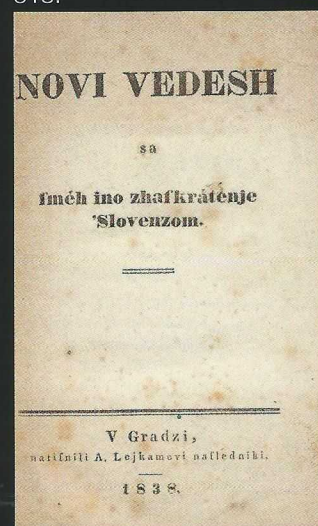 NOVI VEDESH
sa
ſméh ino zhaſkrátenje
'Slovenzom.
V Gradzi,
natiſnili A. Lejkamovi naſledniki.
1838.